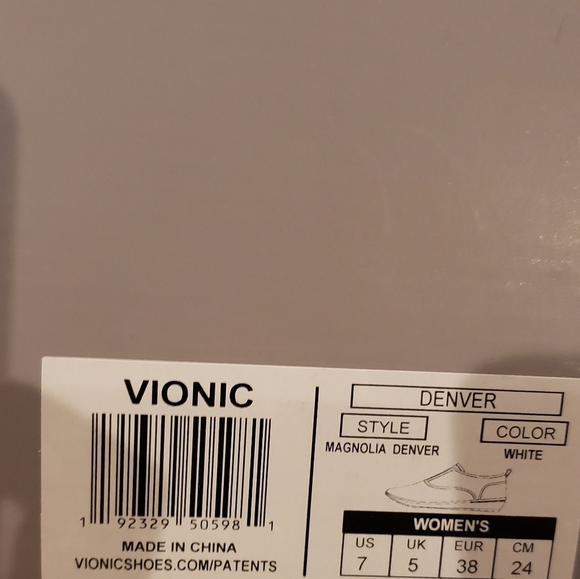 VIONIC
1 92329 50598 1
MADE IN CHINA
VIONICSHOES.COM/PATENTS
DENVER
STYLE COLOR
MAGNOLIA DENVER WHITE
WOMEN'S
US UK EUR CM
7 5 38 24